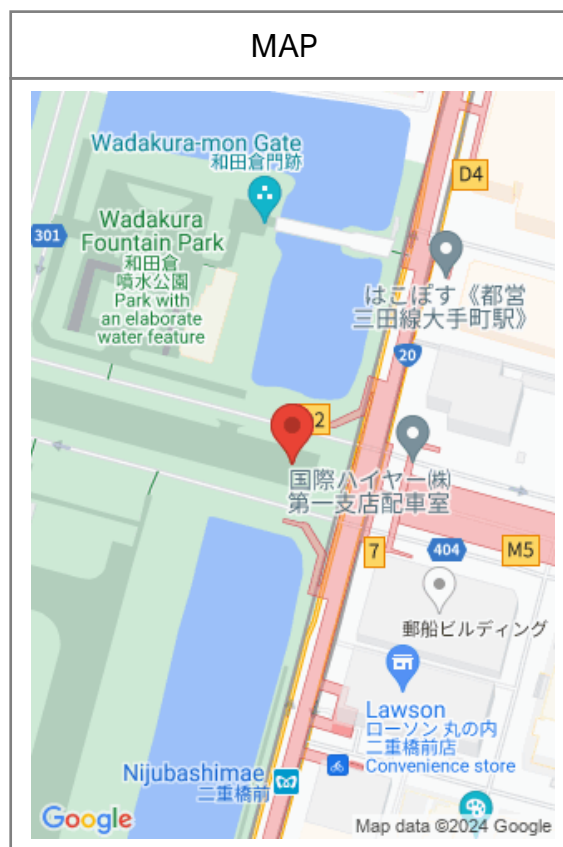 MAP
Wadakura-mon Gate
和田倉門跡
D4
301
Wadakura
Fountain Park
和田倉
噴水公園
Park with
an elaborate
water feature
はこぽす《都営
三田線大手町駅》
20
2
国際ハイヤー㈱
第一支店配車室
7
404
M5
郵船ビルディング
Lawson
ローソン 丸の内
二重橋前店
Convenience store
Nijubashimae
二重橋前
Google
Map data ©2024 Google